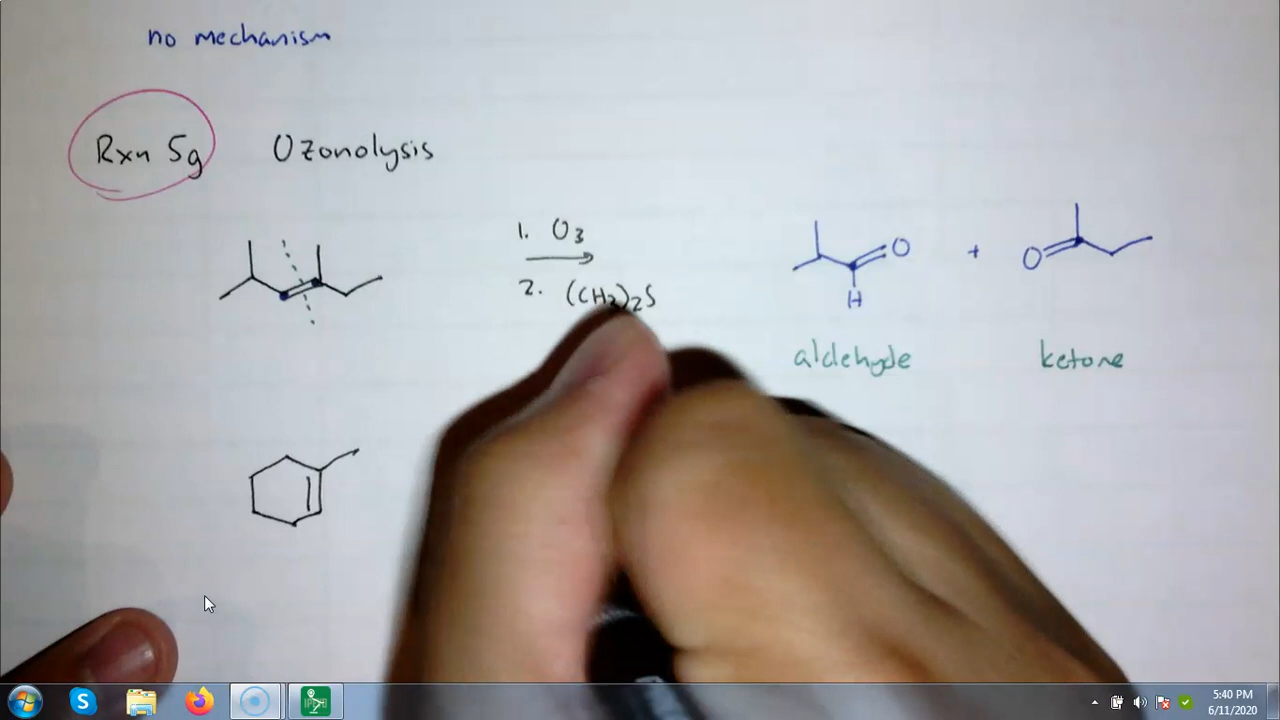 no mechanism
Rxn 5g Ozonolysis
1. O3
2. (CH3)2S
O
H
+
O
aldehyde
ketone
5:40 PM
6/11/2020